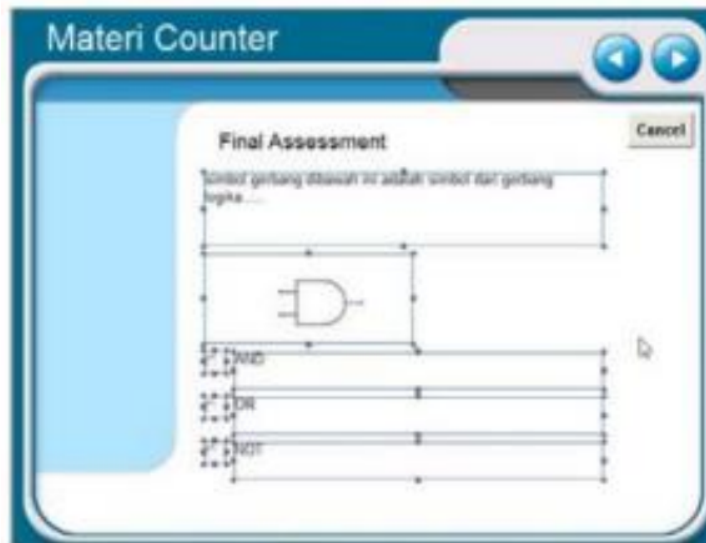 Materi Counter
Cancel
Final Assessment
simbol gerbang dibawah ini adalah simbol dari gerbang
logika .....
AND
OR
NOT